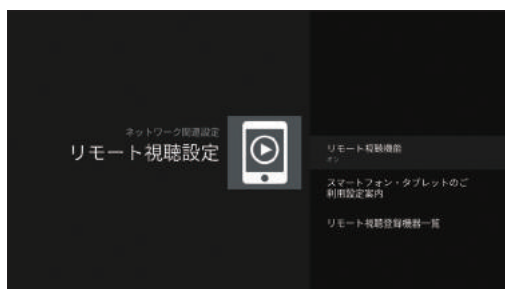 ネットワーク関連設定
リモート視聴設定
リモート視聴機能
オン
スマートフォン・タブレットのご
利用設定案内
リモート視聴登録機器一覧